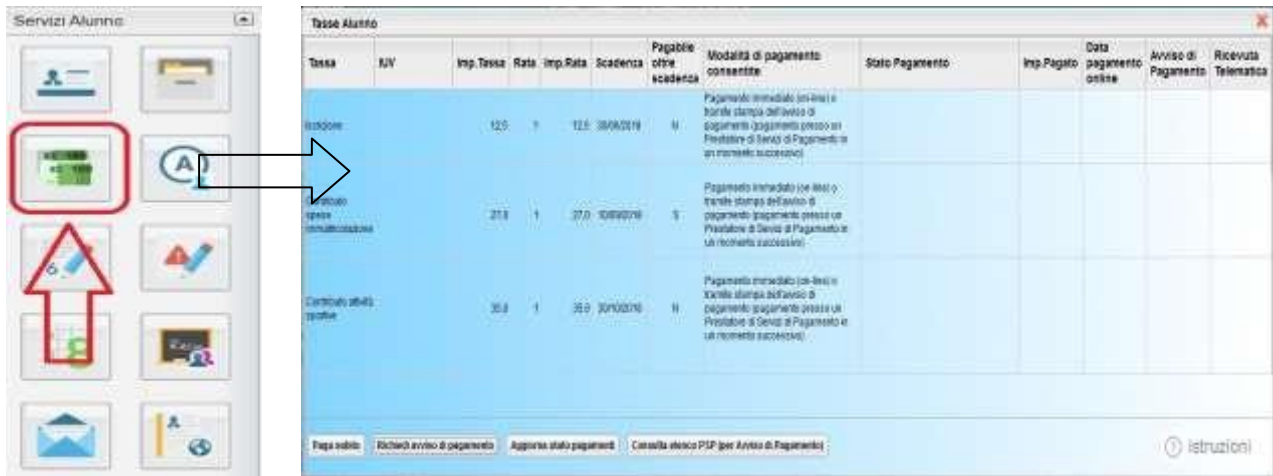 Servizi Alunno
Tasse Alunno
Tassa IUV Imp.Tassa Rata Imp.Rata Scadenza Pagabile oltre scadenza Modalità di pagamento consentite Stato Pagamento Imp.Pagato Data pagamento online Avviso di Pagamento Ricevuta Telematica
Pagamento immediato (on-line) o
tramite stampa dell'avviso di
Iscrizione 12,5 1 12,5 N pagamento (pagamento presso un
Prestatore di Servizi di Pagamento in
un momento successivo)
Pagamento immediato (on-line) o
tramite stampa dell'avviso di
27,0 1 27,0 S pagamento (pagamento presso un
Prestatore di Servizi di Pagamento in
un momento successivo)
Pagamento immediato (on-line) o
tramite stampa dell'avviso di
Contributo attività sportive 1 30/10/2018 N pagamento (pagamento presso un
Prestatore di Servizi di Pagamento in
un momento successivo)
Paga subito Richiedi avviso di pagamento Aggiorna stato pagamenti Consulta elenco PSP (per Avviso di Pagamento) istruzioni
A
6
A